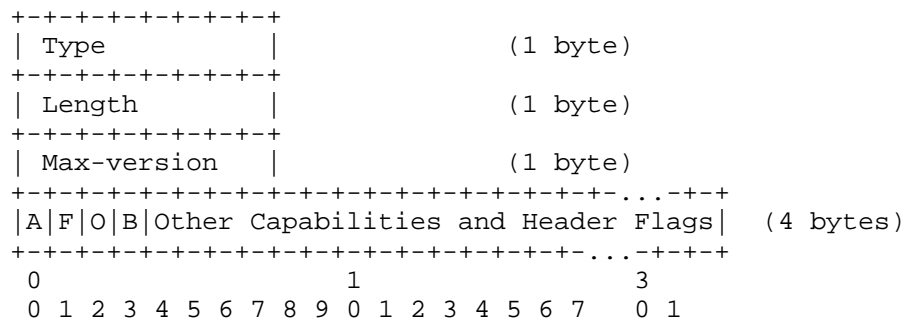 +-+-+-+-+-+-+-+-+
| Type          |              (1 byte)
+-+-+-+-+-+-+-+-+
| Length        |              (1 byte)
+-+-+-+-+-+-+-+-+
| Max-version   |              (1 byte)
+-+-+-+-+-+-+-+-+-+-+-+-+-+-+-+-+-+-+-...-+-+
|A|F|O|B|Other Capabilities and Header Flags|  (4 bytes)
+-+-+-+-+-+-+-+-+-+-+-+-+-+-+-+-+-+-...-+-+-+
 0                   1                 3
 0 1 2 3 4 5 6 7 8 9 0 1 2 3 4 5 6 7   0 1